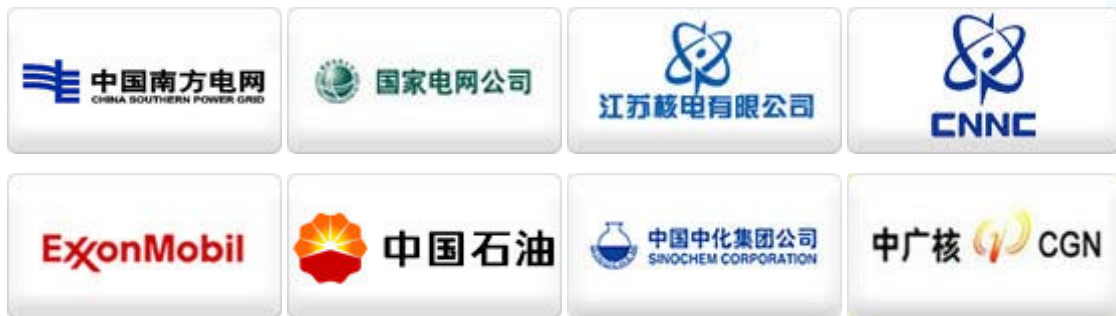 中国南方电网
CHINA SOUTHERN POWER GRID
国家电网公司
江苏核电有限公司
CNNC
ExxonMobil
中国石油
中国中化集团公司
SINOCHEM CORPORATION
中广核 CGN